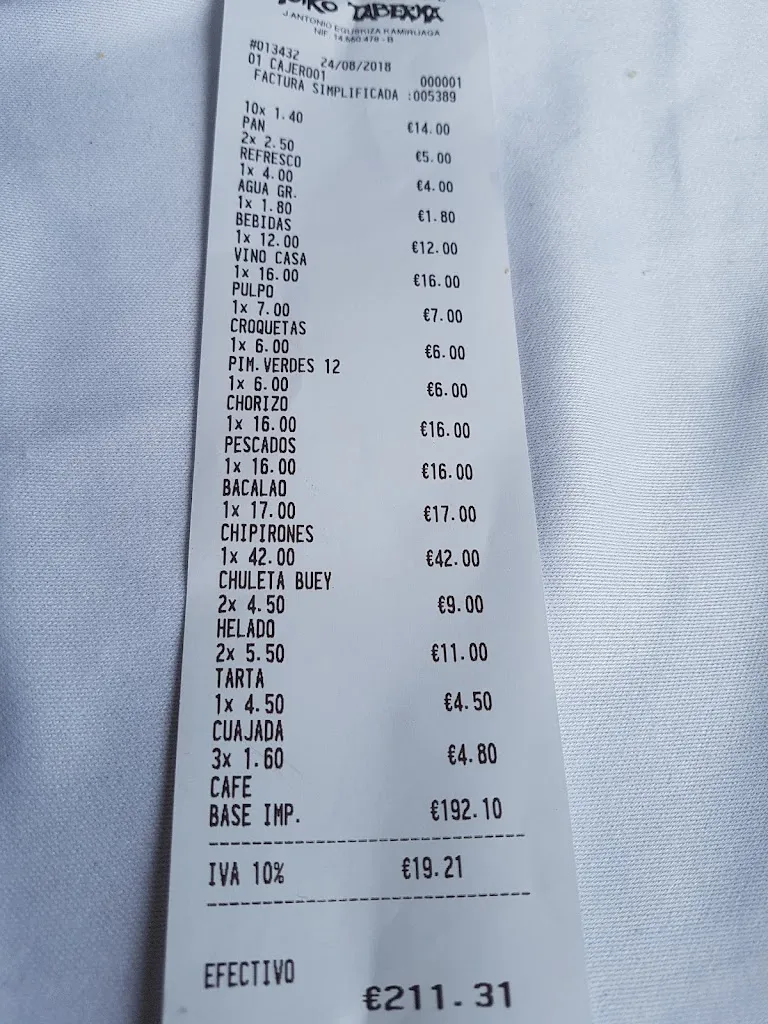 TABERNA
J.ANTONIO EGURROZA RAMIRUAGA
NIF
#013432 24/08/2018
01 CAJERO01 000001
FACTURA SIMPLIFICADA :005389
10x 1.40 €14.00
PAN
2x 2.50 €5.00
REFRESCO
1x 4.00 €4.00
AGUA GR.
1x 1.80 €1.80
BEBIDAS
1x 12.00 €12.00
VINO CASA
1x 16.00 €16.00
PULPO
1x 7.00 €7.00
CROQUETAS
1x 6.00 €6.00
PIM.VERDES 12
1x 6.00 €6.00
CHORIZO
1x 16.00 €16.00
PESCADOS
1x 16.00 €16.00
BACALAO
1x 17.00 €17.00
CHIPIRONES
1x 42.00 €42.00
CHULETA BUEY
2x 4.50 €9.00
HELADO
2x 5.50 €11.00
TARTA
1x 4.50 €4.50
CUAJADA
3x 1.60 €4.80
CAFE
BASE IMP. €192.10
IVA 10% €19.21
EFECTIVO
€211.31